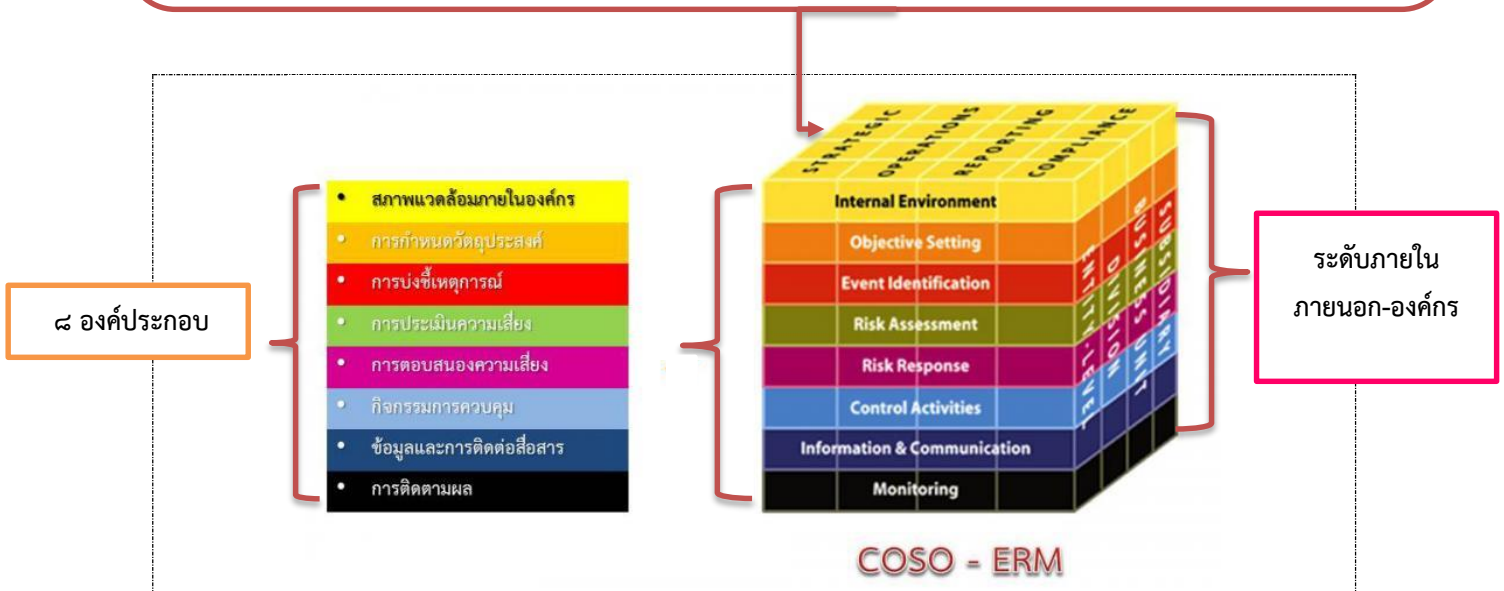 STRATEGIC
OPERATIONS
REPORTING
COMPLIANCE
• สภาพแวดล้อมภายในองค์กร
• การกำหนดวัตถุประสงค์
• การบ่งชี้เหตุการณ์
• การประเมินความเสี่ยง
• การตอบสนองความเสี่ยง
• กิจกรรมการควบคุม
• ข้อมูลและการติดต่อสื่อสาร
• การติดตามผล
๘ องค์ประกอบ
Internal Environment
Objective Setting
Event Identification
Risk Assessment
Risk Response
Control Activities
Information & Communication
Monitoring
ENTITY-LEVEL
DIVISION
BUSINESS UNIT
SUBSIDIARY
ระดับภายใน
ภายนอก-องค์กร
COSO - ERM